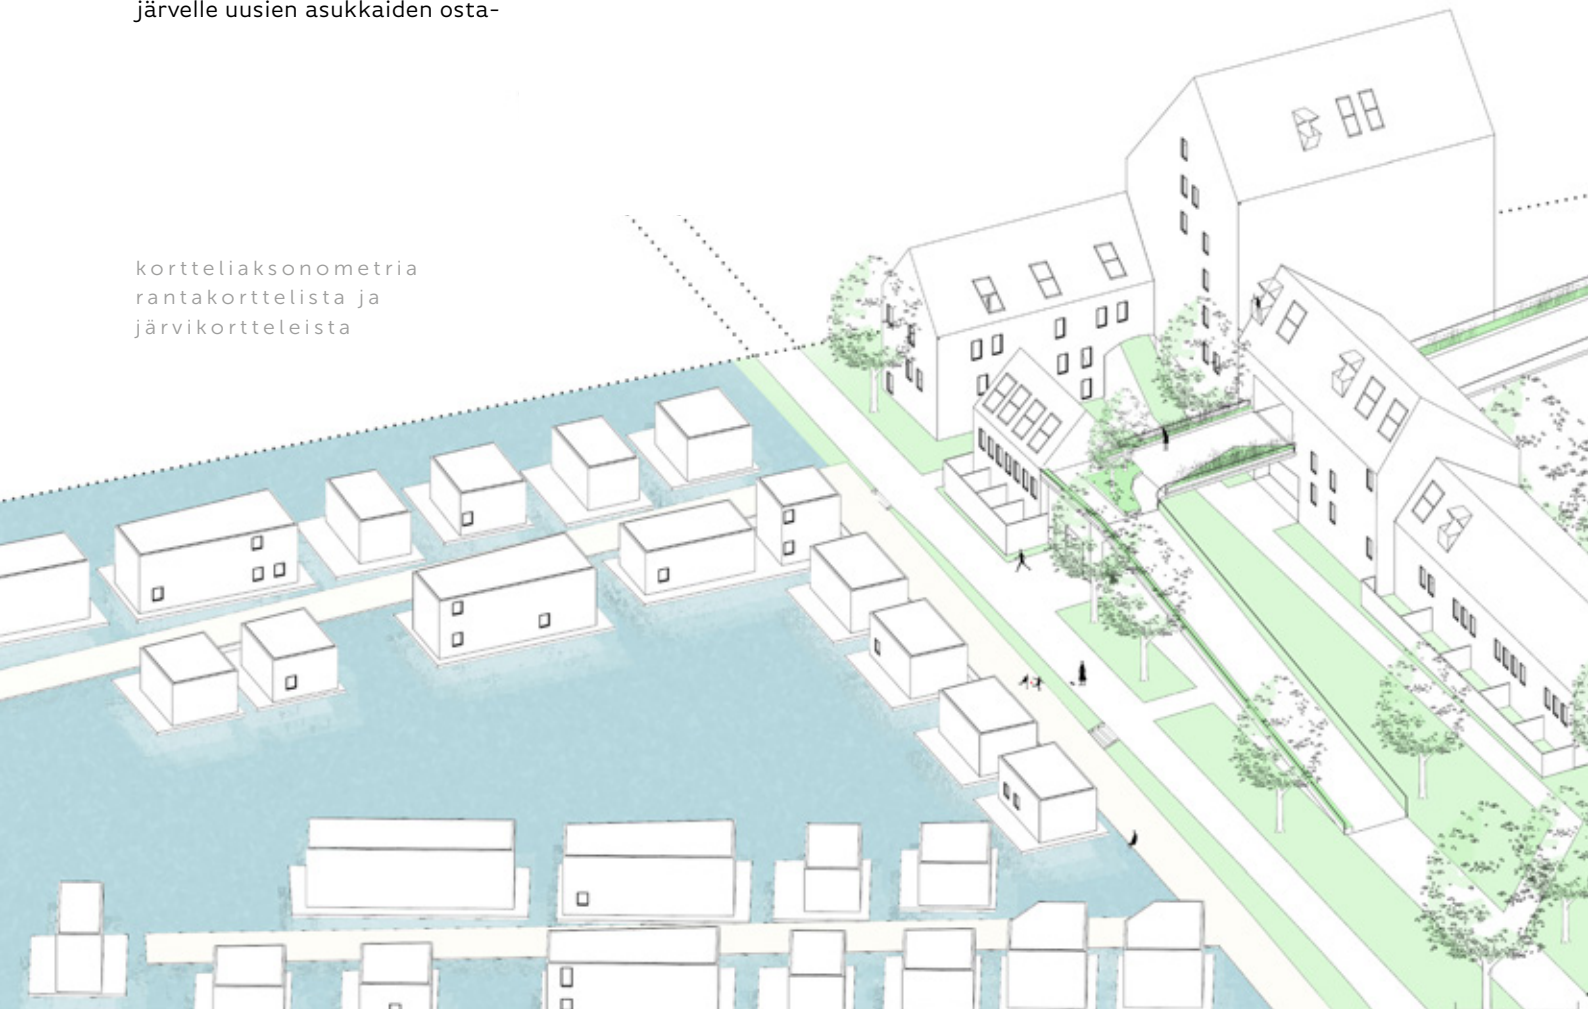 järvelle uusien asukkaiden osta-
kortteliaksonometria
rantakorttelista ja
järvikortteleista